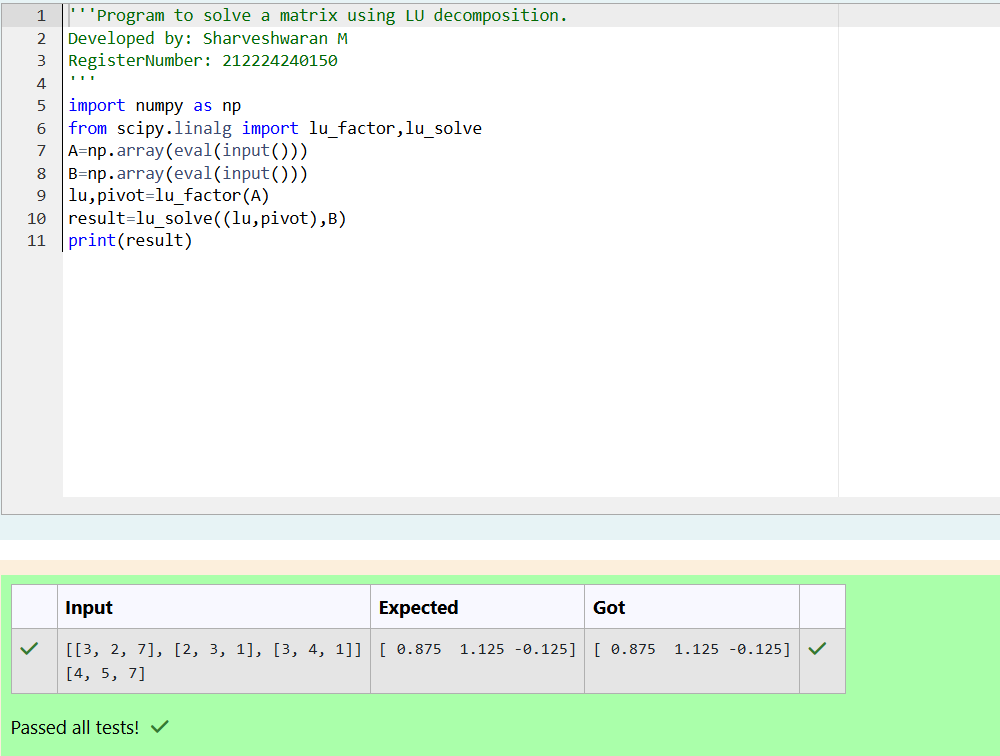 1 '''Program to solve a matrix using LU decomposition.
2 Developed by: Sharveshwaran M
3 RegisterNumber: 212224240150
4 '''
5 import numpy as np
6 from scipy.linalg import lu_factor,lu_solve
7 A=np.array(eval(input()))
8 B=np.array(eval(input()))
9 lu,pivot=lu_factor(A)
10 result=lu_solve((lu,pivot),B)
11 print(result)
Input Expected Got
[[3, 2, 7], [2, 3, 1], [3, 4, 1]] [ 0.875  1.125 -0.125] [ 0.875  1.125 -0.125]
[4, 5, 7]
Passed all tests!